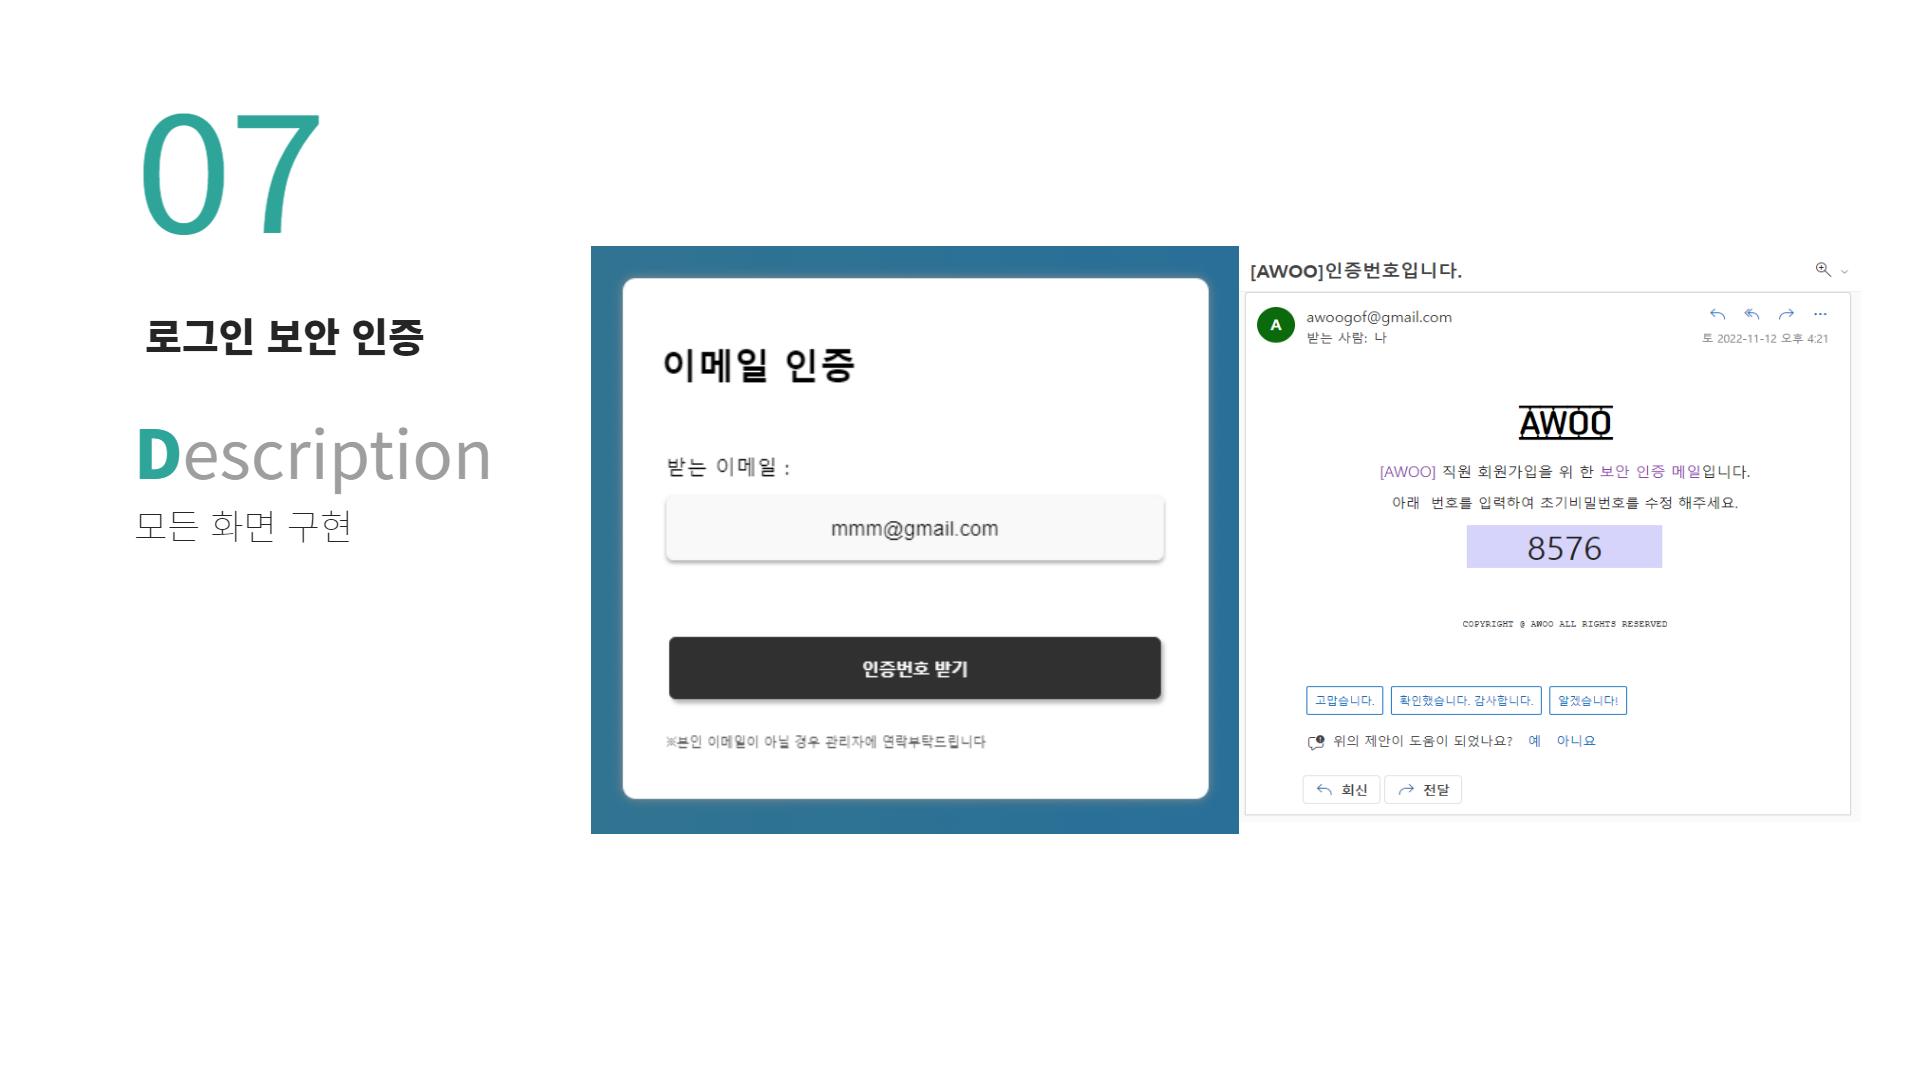 07
로그인 보안 인증
Description
모든 화면 구현
이메일 인증
받는 이메일 :
mmm@gmail.com
인증번호 받기
※본인 이메일이 아닐 경우 관리자에 연락부탁드립니다
[AWOO]인증번호입니다.
A
awoogof@gmail.com
받는 사람: 나
토 2022-11-12 오후 4:21
AWOO
[AWOO] 직원 회원가입을 위 한 보안 인증 메일입니다.
아래 번호를 입력하여 초기비밀번호를 수정 해주세요.
8576
COPYRIGHT @ AWOO ALL RIGHTS RESERVED
고맙습니다. 확인했습니다. 감사합니다. 알겠습니다!
위의 제안이 도움이 되었나요? 예 아니요
회신 전달